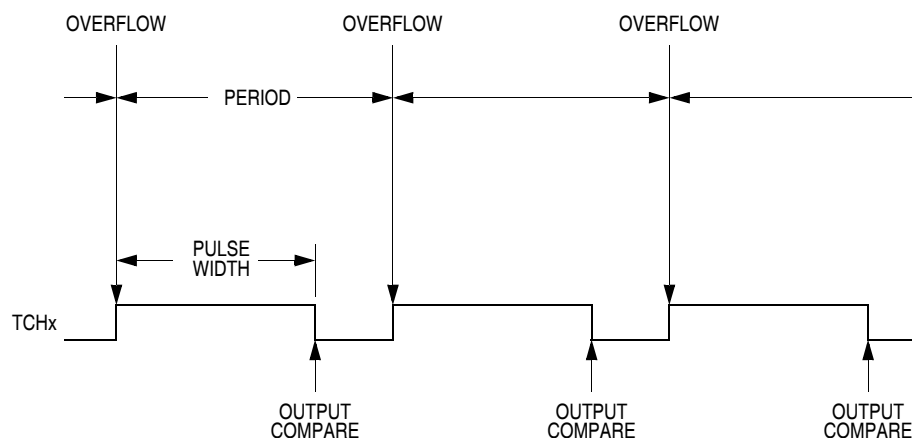 OVERFLOW OVERFLOW OVERFLOW
PERIOD
PULSE
WIDTH
TCHx
OUTPUT
COMPARE
OUTPUT
COMPARE
OUTPUT
COMPARE